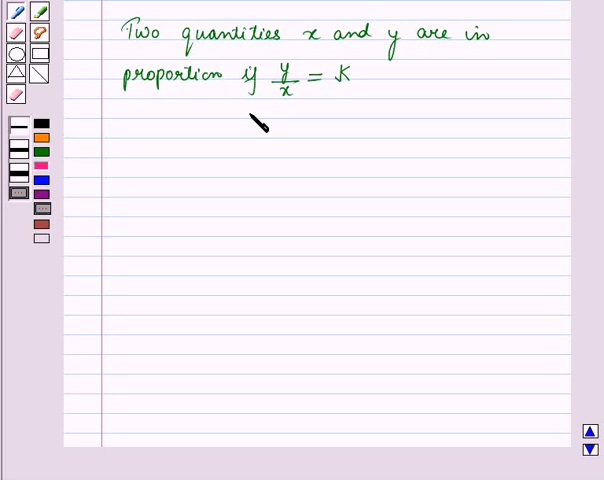 Two quantities x and y are in
proportion if y/x = K